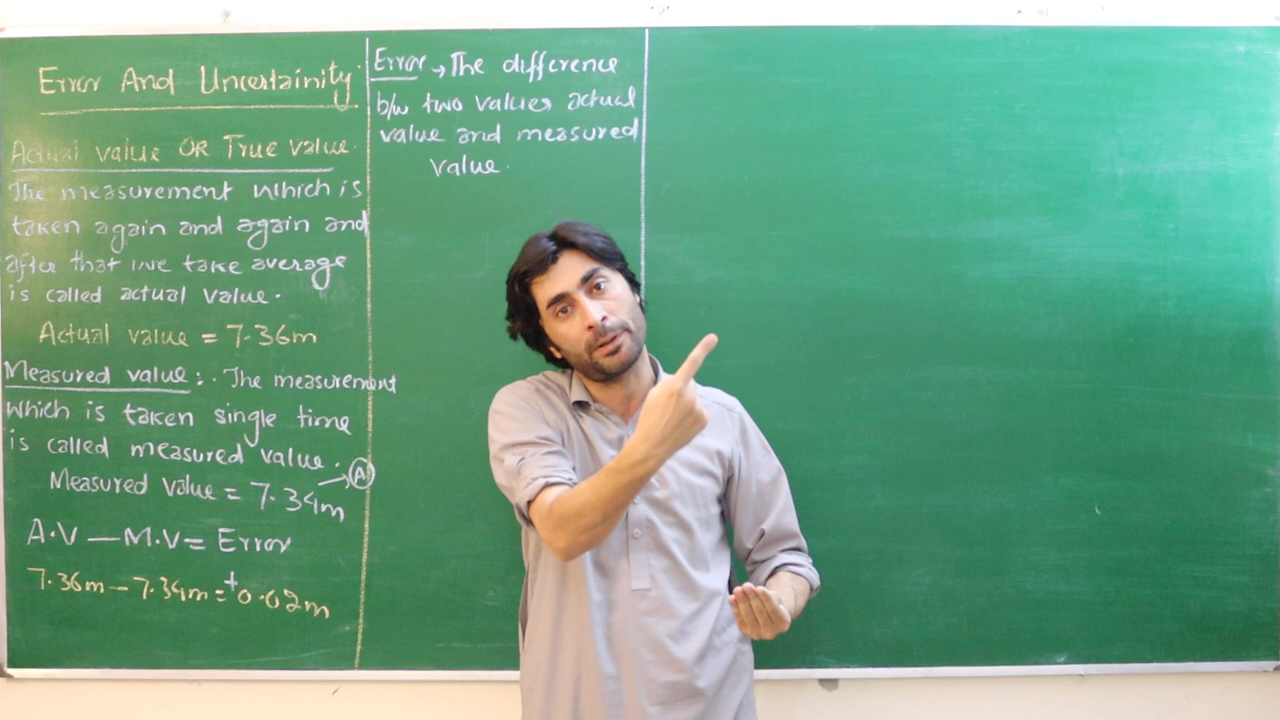 Error And Uncertainity
Actual value OR True value.
The measurement which is
taken again and again and
after that we take average
is called actual value.
Actual value = 7.36m
Measured value:. The measurement
which is taken single time
is called measured value.
Measured Value = 7.34m → A
A.V — M.V = Error
7.36m — 7.34m = +0.02m
Error → The difference
b/w two values actual
value and measured
value.